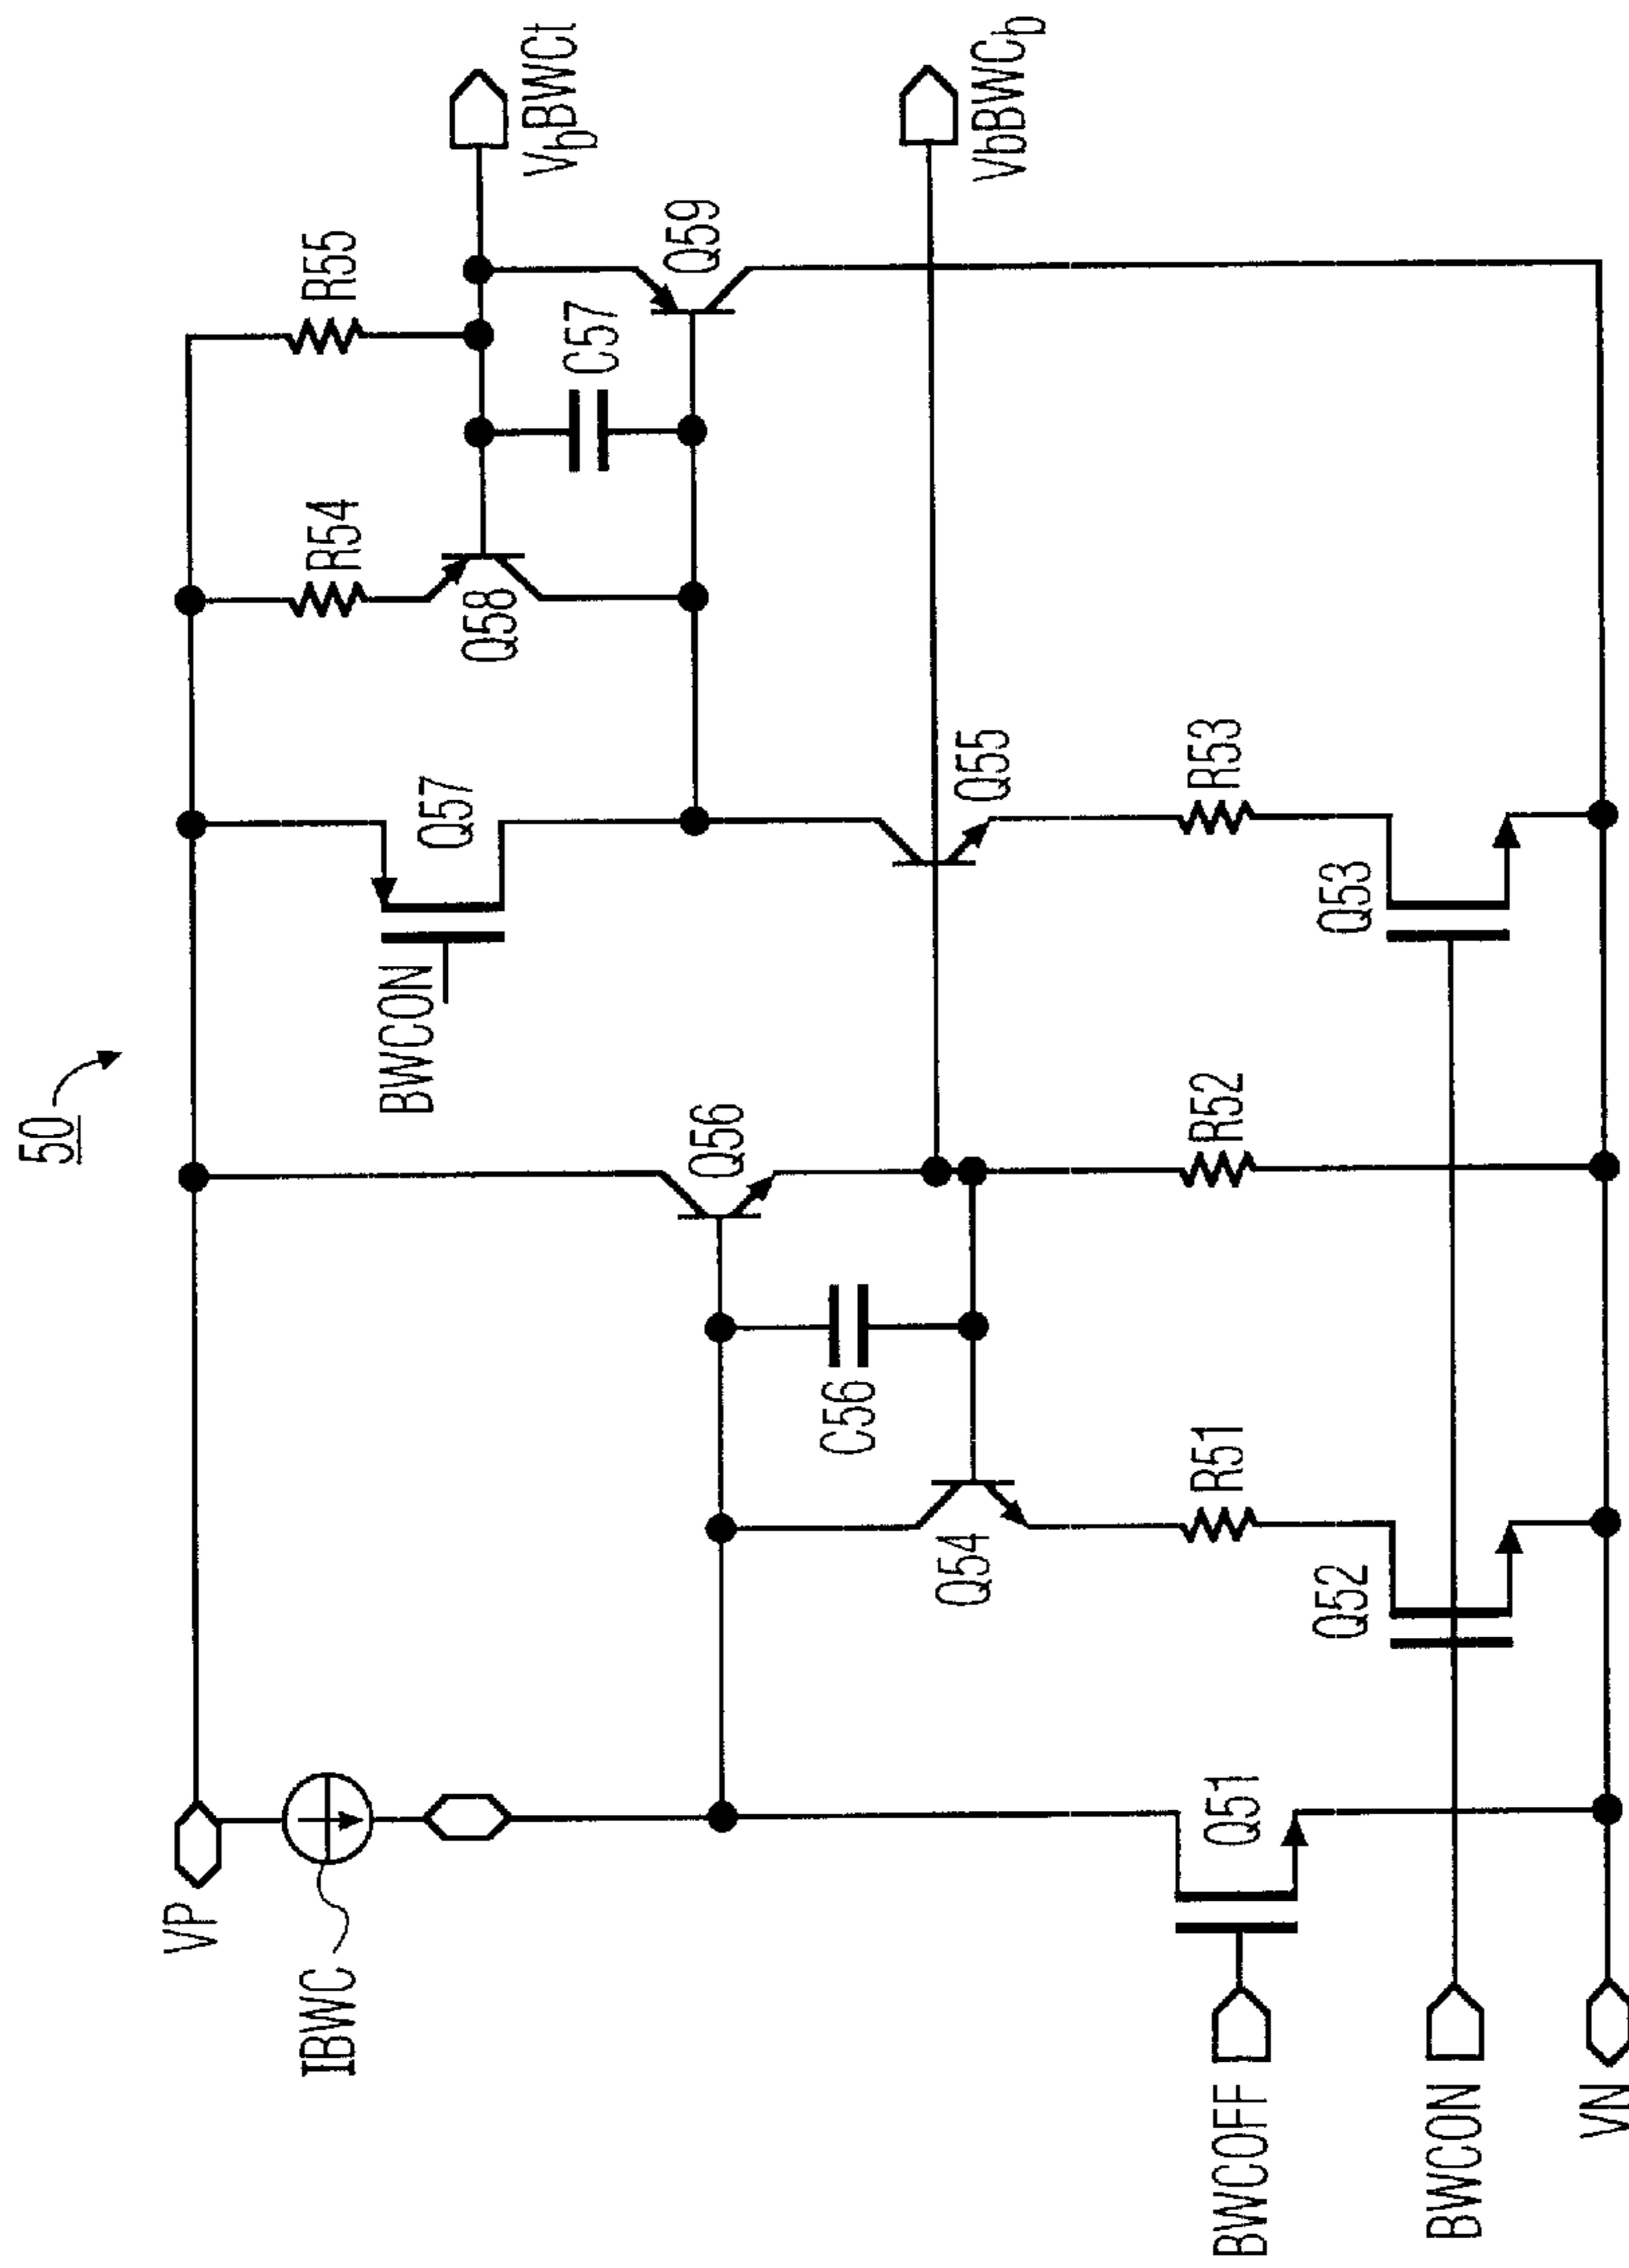 50
VP
IBWC
BWCON
Q57
R54
R55
Q58
C57
Q59
VbBWCt
Q56
C56
Q54
Q55
VbBWCb
R51
R52
R53
Q51
Q52
Q53
BWCOFF
BWCON
VN